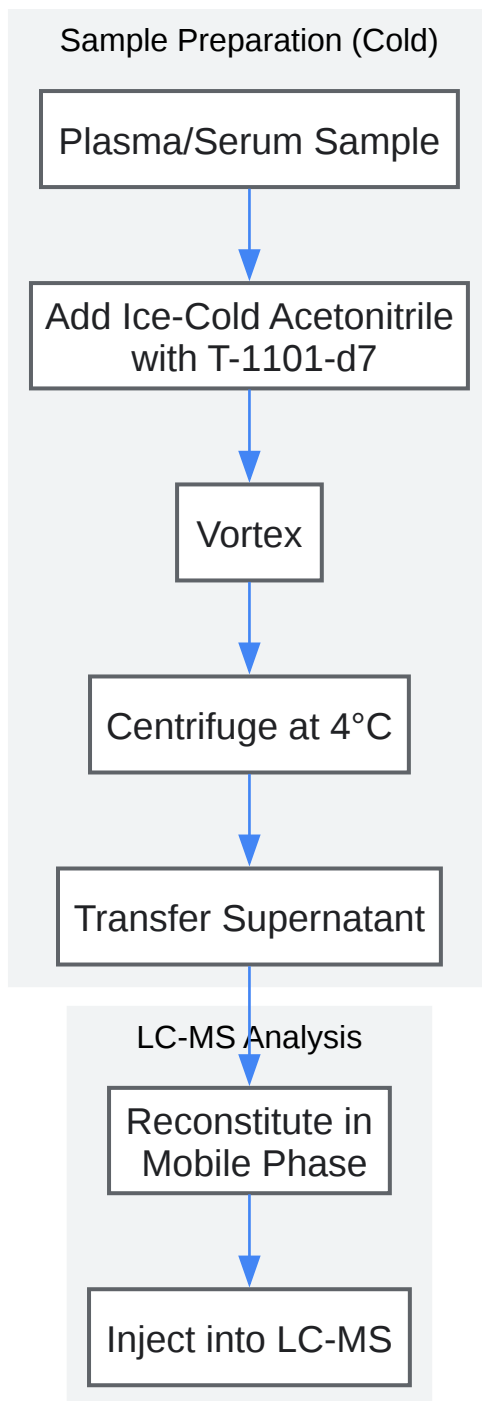 Sample Preparation (Cold)
Plasma/Serum Sample
Add Ice-Cold Acetonitrile
with T-1101-d7
Vortex
Centrifuge at 4°C
Transfer Supernatant
LC-MS Analysis
Reconstitute in
Mobile Phase
Inject into LC-MS